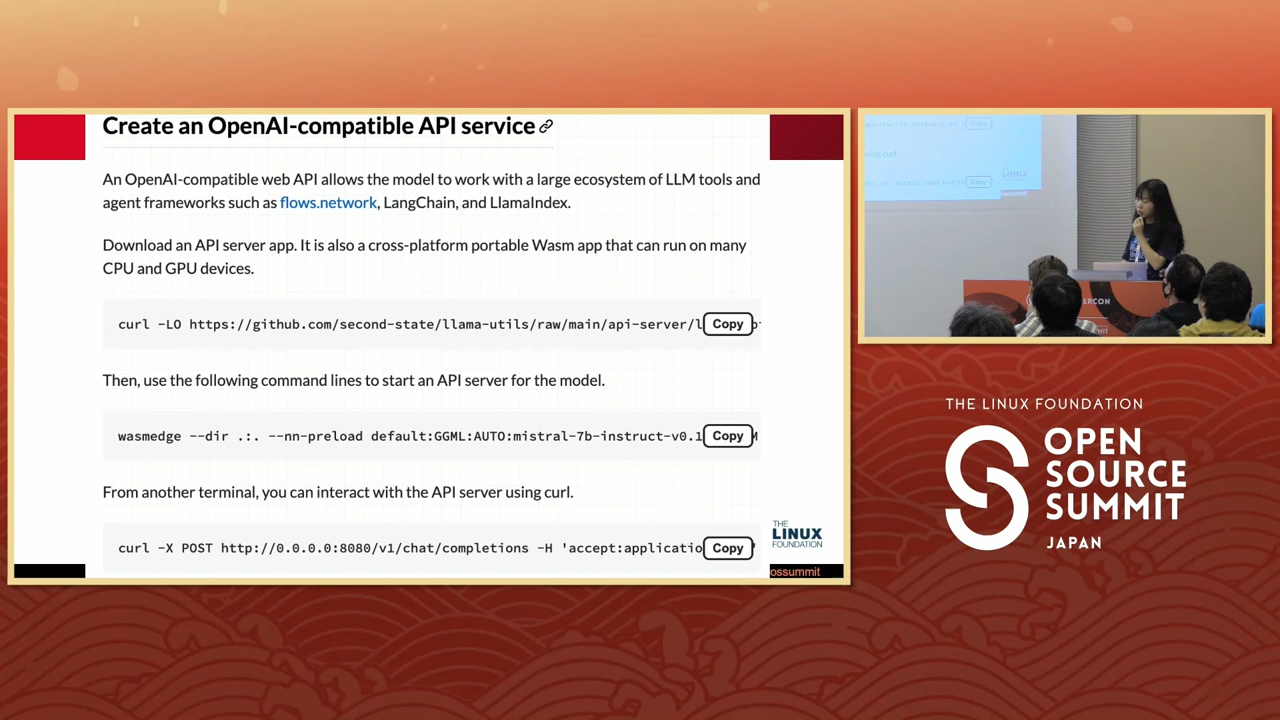 Create an OpenAI-compatible API service
An OpenAI-compatible web API allows the model to work with a large ecosystem of LLM tools and
agent frameworks such as flows.network, LangChain, and LlamaIndex.
Download an API server app. It is also a cross-platform portable Wasm app that can run on many
CPU and GPU devices.
curl -LO https://github.com/second-state/llama-utils/raw/main/api-server/l
Copy
Then, use the following command lines to start an API server for the model.
wasmedge --dir .:. --nn-preload default:GGML:AUTO:mistral-7b-instruct-v0.1
Copy
From another terminal, you can interact with the API server using curl.
curl -X POST http://0.0.0.0:8080/v1/chat/completions -H 'accept:applicatio
Copy
THE
LINUX
FOUNDATION
ossummit
Copy
Copy
LINUX
ERCON
THE LINUX FOUNDATION
OPEN
SOURCE
SUMMIT
JAPAN